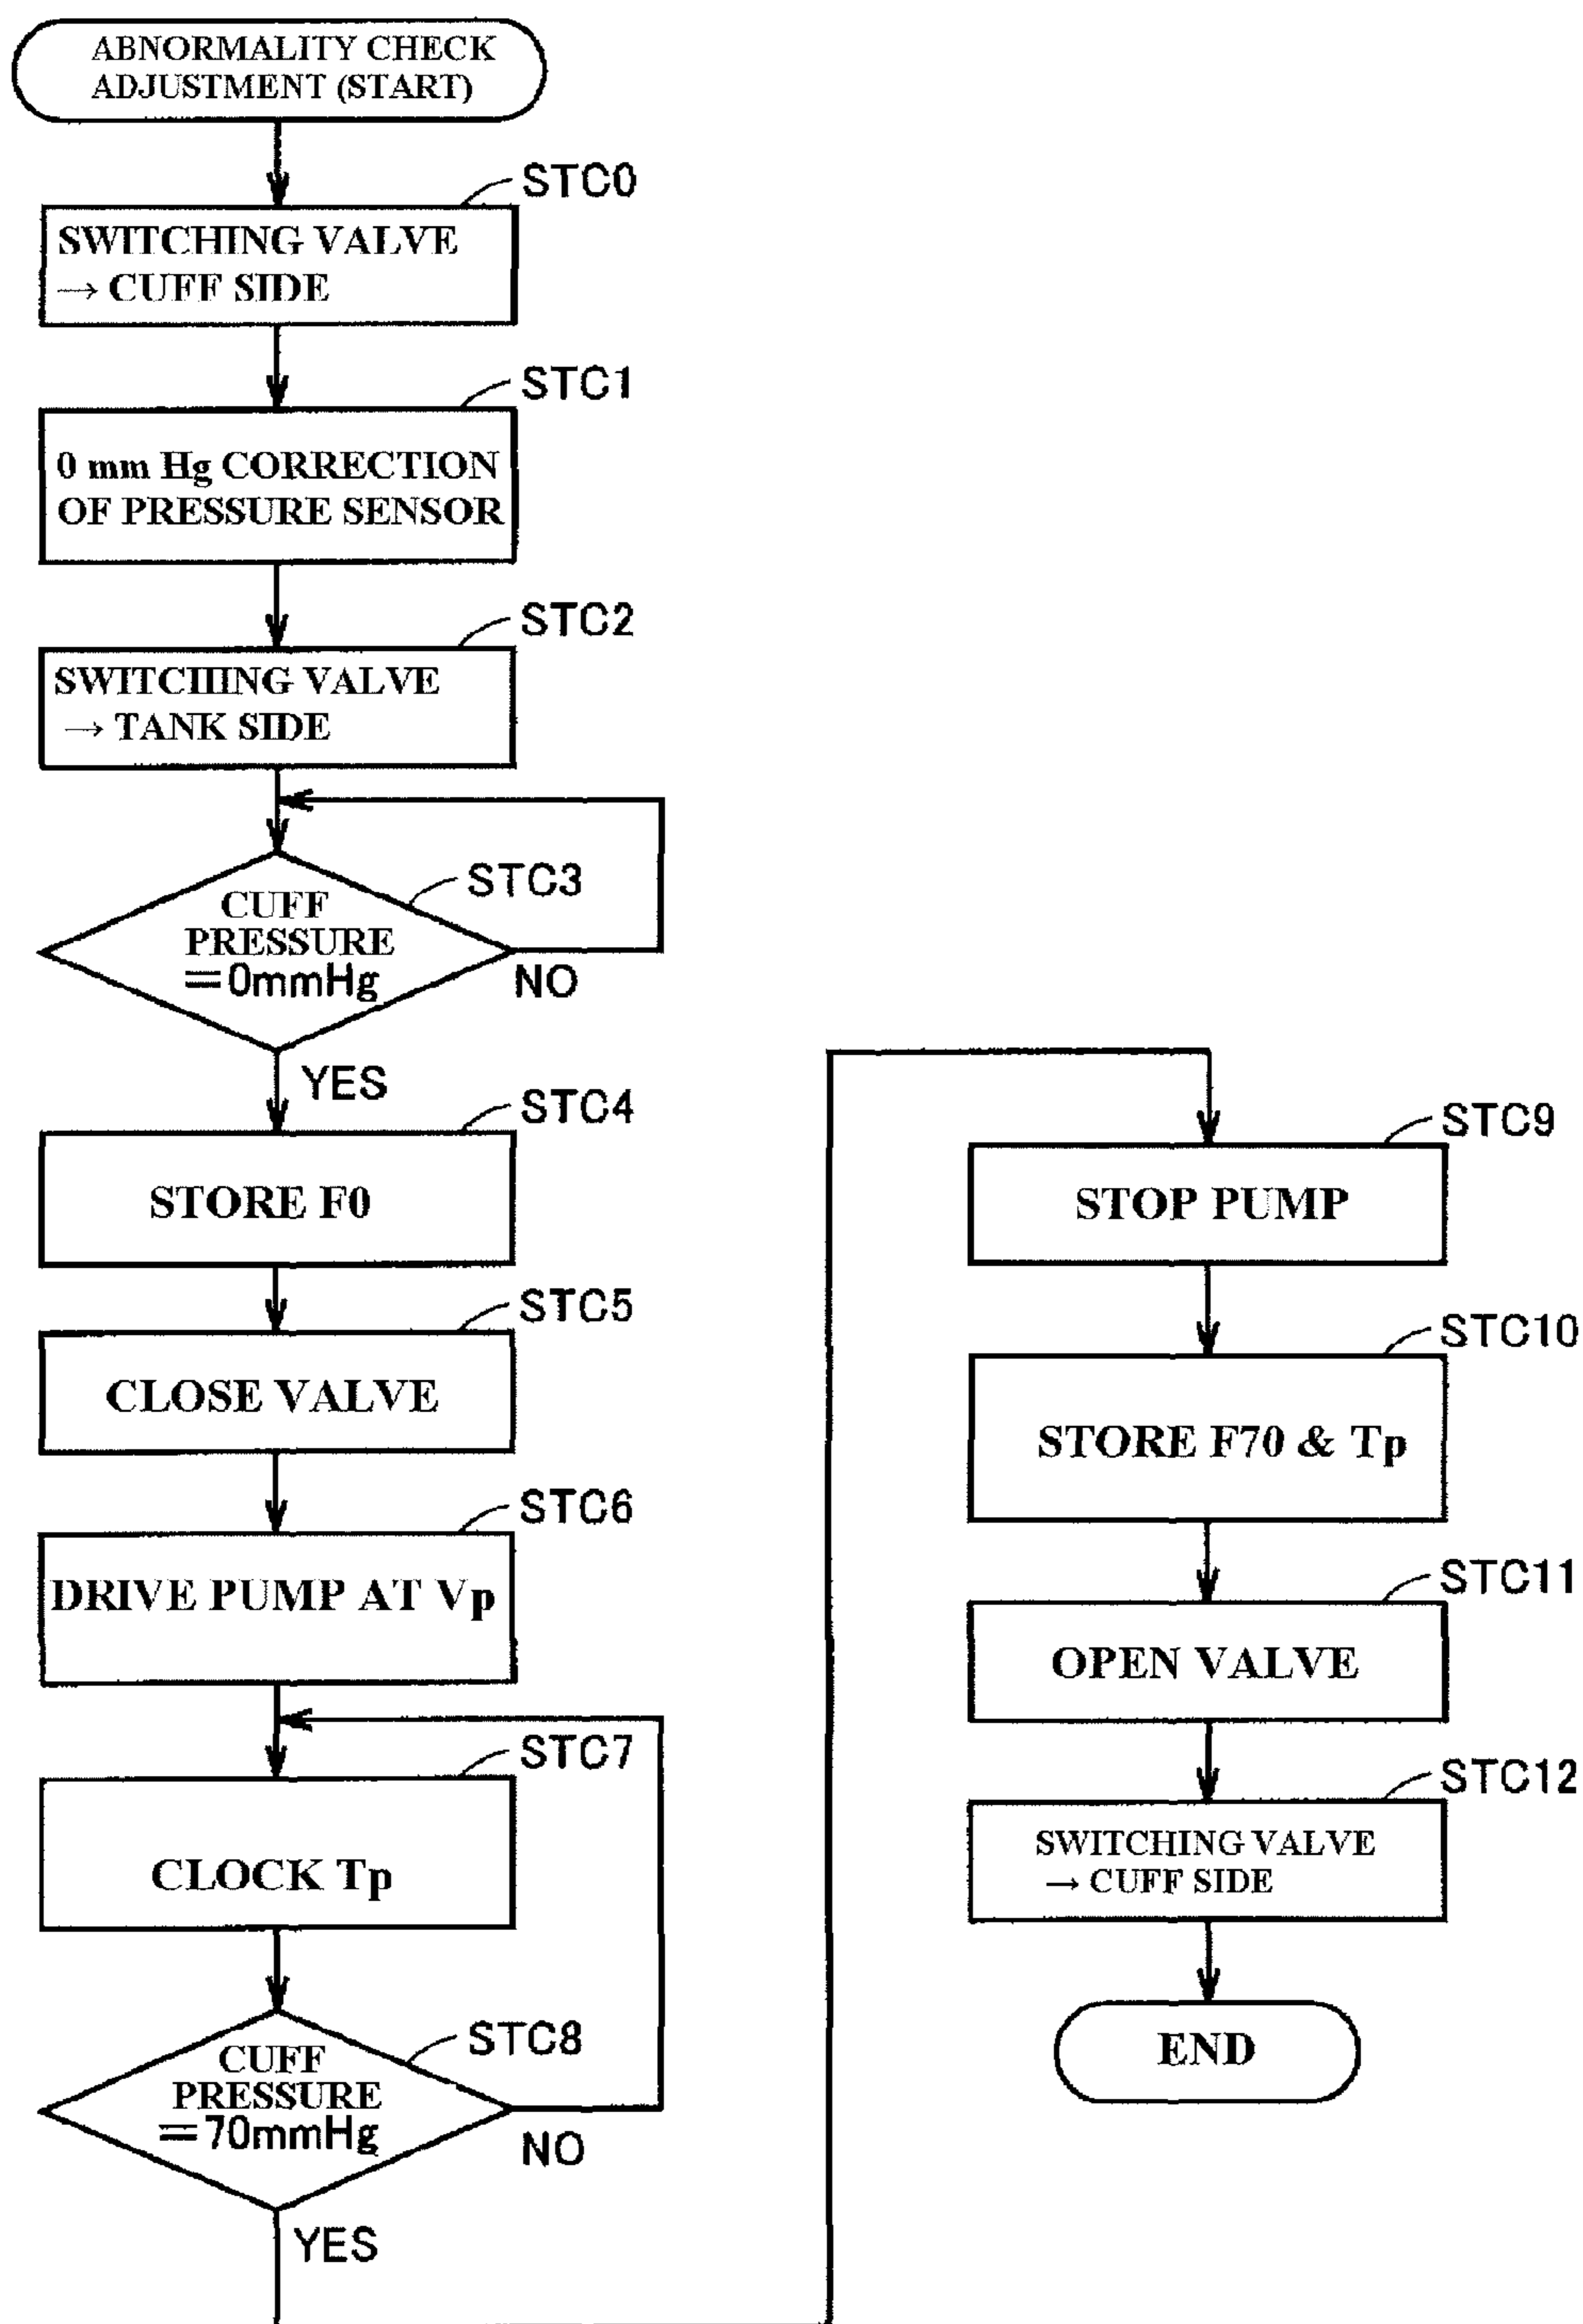 ABNORMALITY CHECK
ADJUSTMENT (START)
STC0
SWITCHING VALVE
→ CUFF SIDE
STC1
0 mm Hg CORRECTION
OF PRESSURE SENSOR
STC2
SWITCHING VALVE
→ TANK SIDE
STC3
CUFF
PRESSURE
=0mmHg
NO
YES
STC4
STORE F0
STC5
CLOSE VALVE
STC6
DRIVE PUMP AT Vp
STC7
CLOCK Tp
STC8
CUFF
PRESSURE
=70mmHg
NO
YES
STC9
STOP PUMP
STC10
STORE F70 & Tp
STC11
OPEN VALVE
STC12
SWITCHING VALVE
→ CUFF SIDE
END